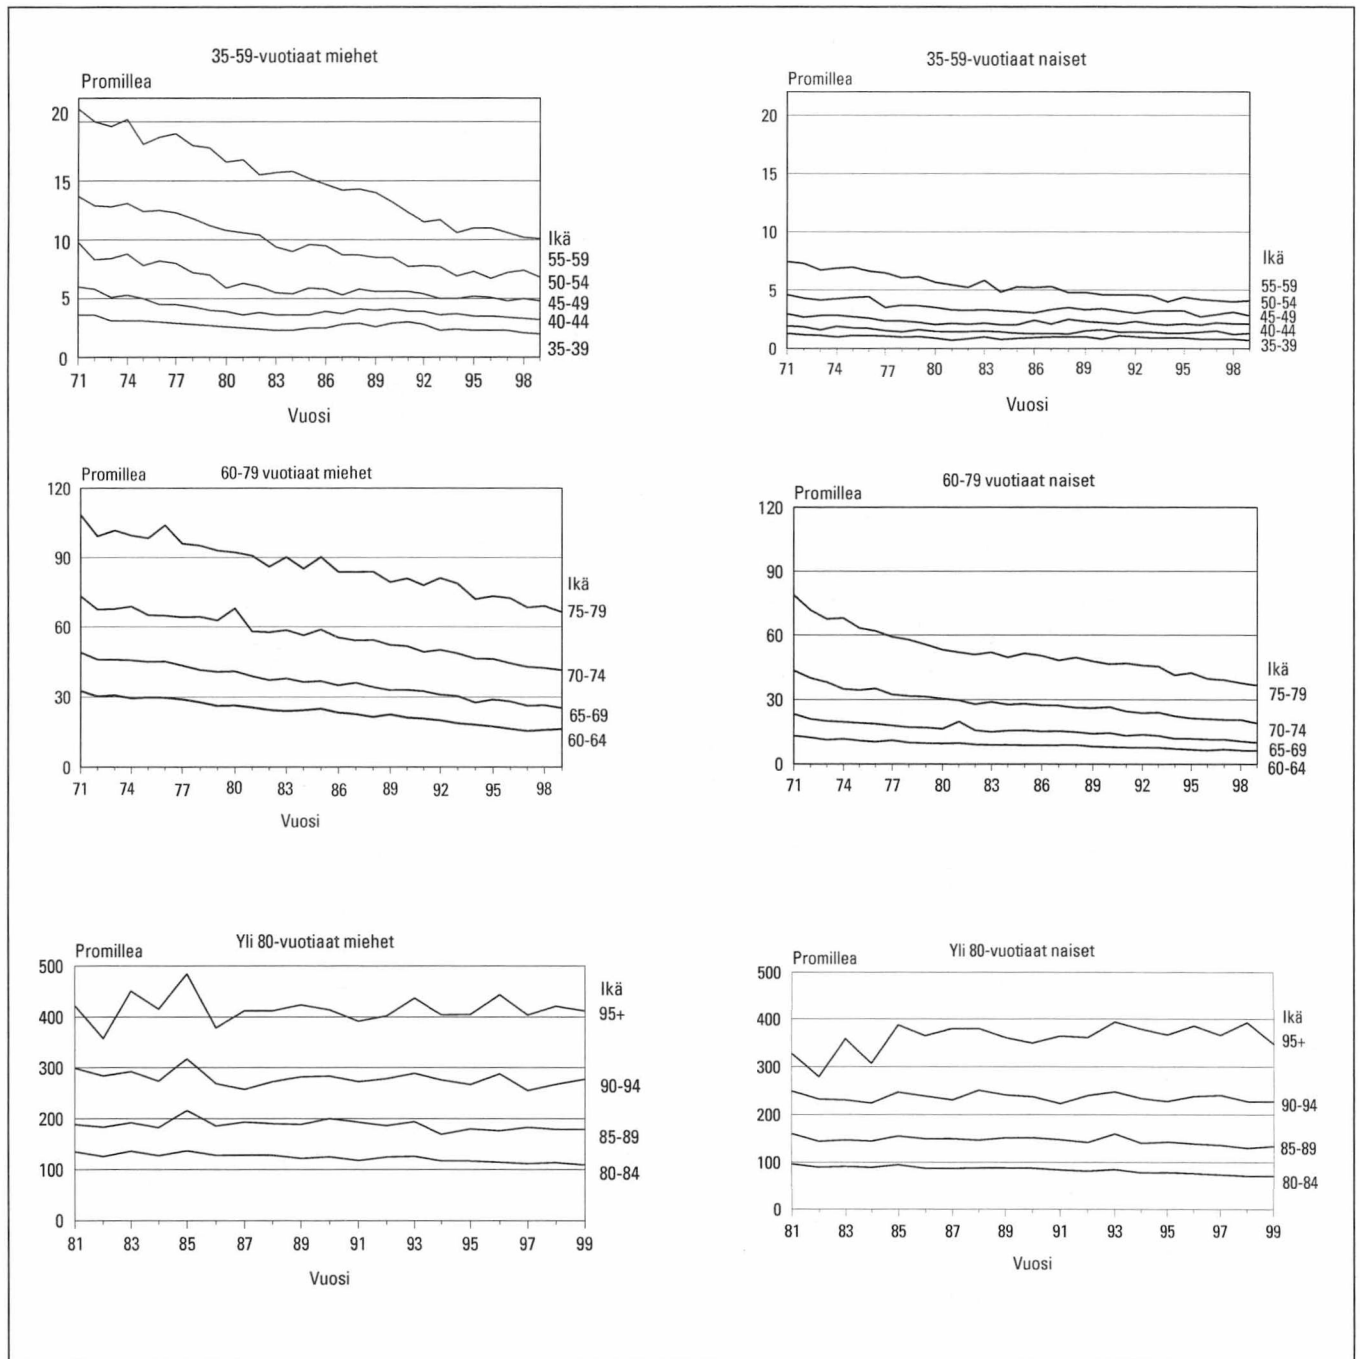 35-59-vuotiaat miehet
Promillea
20
15
10
5
0
71 74 77 80 83 86 89 92 95 98
Vuosi
Ikä
55-59
50-54
45-49
40-44
35-39
35-59-vuotiaat naiset
Promillea
20
15
10
5
0
71 74 77 80 83 86 89 92 95 98
Vuosi
Ikä
55-59
50-54
45-49
40-44
35-39
60-79 vuotiaat miehet
Promillea
120
90
60
30
0
71 74 77 80 83 86 89 92 95 98
Vuosi
Ikä
75-79
70-74
65-69
60-64
60-79 vuotiaat naiset
Promillea
120
90
60
30
0
71 74 77 80 83 86 89 92 95 98
Ikä
75-79
70-74
65-69
60-64
Yli 80-vuotiaat miehet
Promillea
500
400
300
200
100
0
81 83 85 87 89 91 93 95 97 99
Vuosi
Ikä
95+
90-94
85-89
80-84
Yli 80-vuotiaat naiset
Promillea
500
400
300
200
100
0
81 83 85 87 89 91 93 95 97 99
Vuosi
Ikä
95+
90-94
85-89
80-84